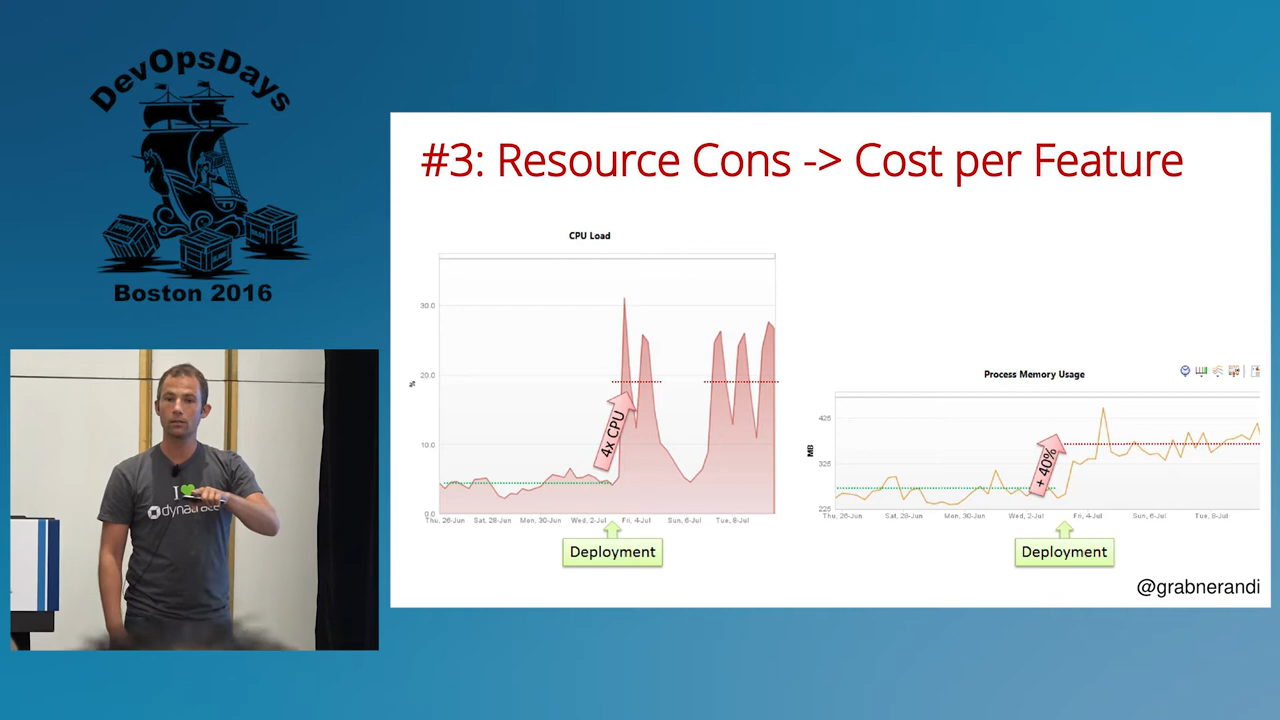 DevOpsDays
Boston 2016
I
dynatrace
#3: Resource Cons -> Cost per Feature
CPU Load
%
30.0
20.0
10.0
0.0
4x CPU
Thu, 26-Jun Sat, 28-Jun Mon, 30-Jun Wed, 2-Jul Fri, 4-Jul Sun, 6-Jul Tue, 8-Jul
Deployment
Process Memory Usage
MB
425
325
225
+ 40%
Thu, 26-Jun Sat, 28-Jun Mon, 30-Jun Wed, 2-Jul Fri, 4-Jul Sun, 6-Jul Tue, 8-Jul
Deployment
@grabnerandi